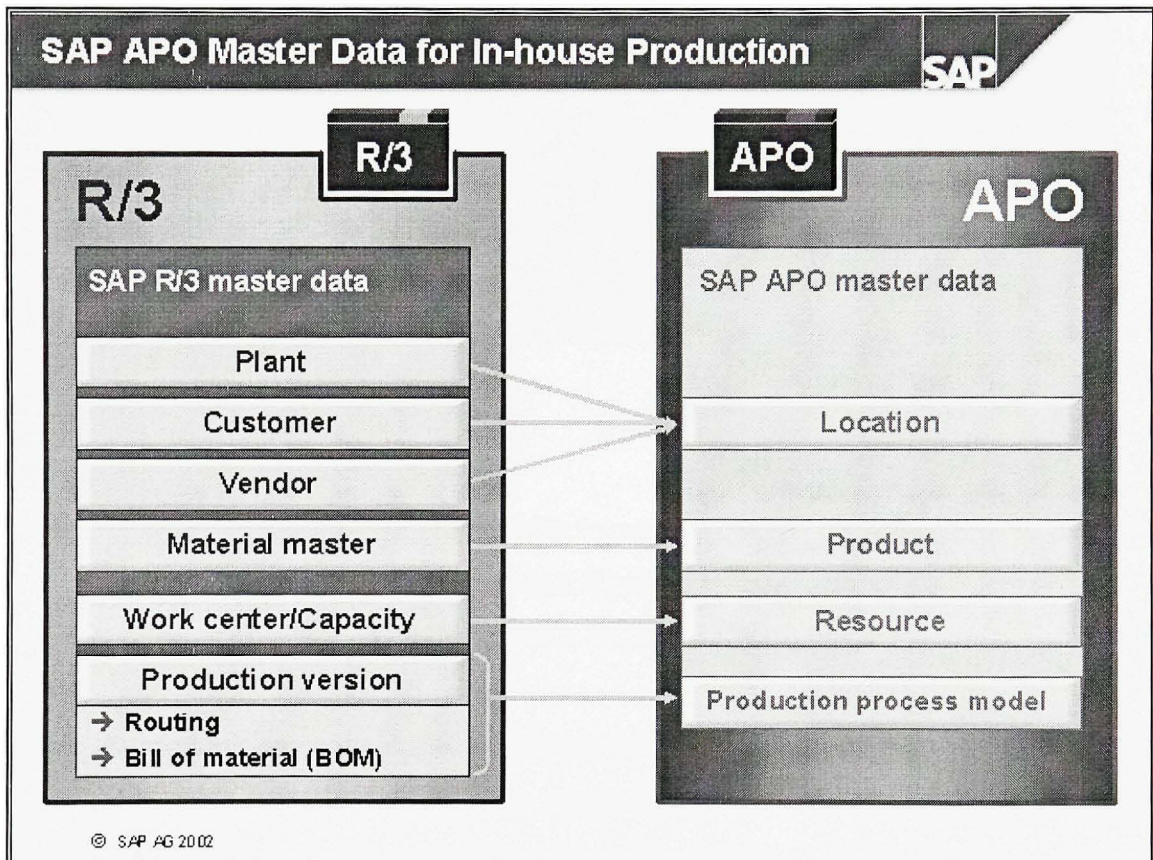 SAP APO Master Data for In-house Production
SAP
R/3
R/3
SAP R/3 master data
Plant
Customer
Vendor
Material master
Work center/Capacity
Production version
→ Routing
→ Bill of material (BOM)
APO
APO
SAP APO master data
Location
Product
Resource
Production process model
© SAP AG 2002